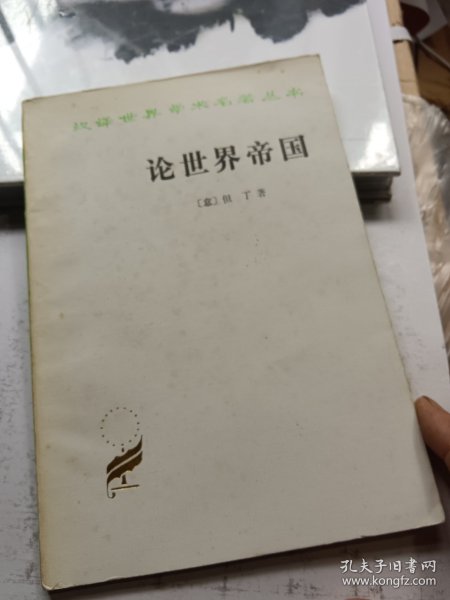 汉译世界学术名著丛书
论世界帝国
〔意〕但 丁 著
孔夫子旧书网
www.kongfz.com